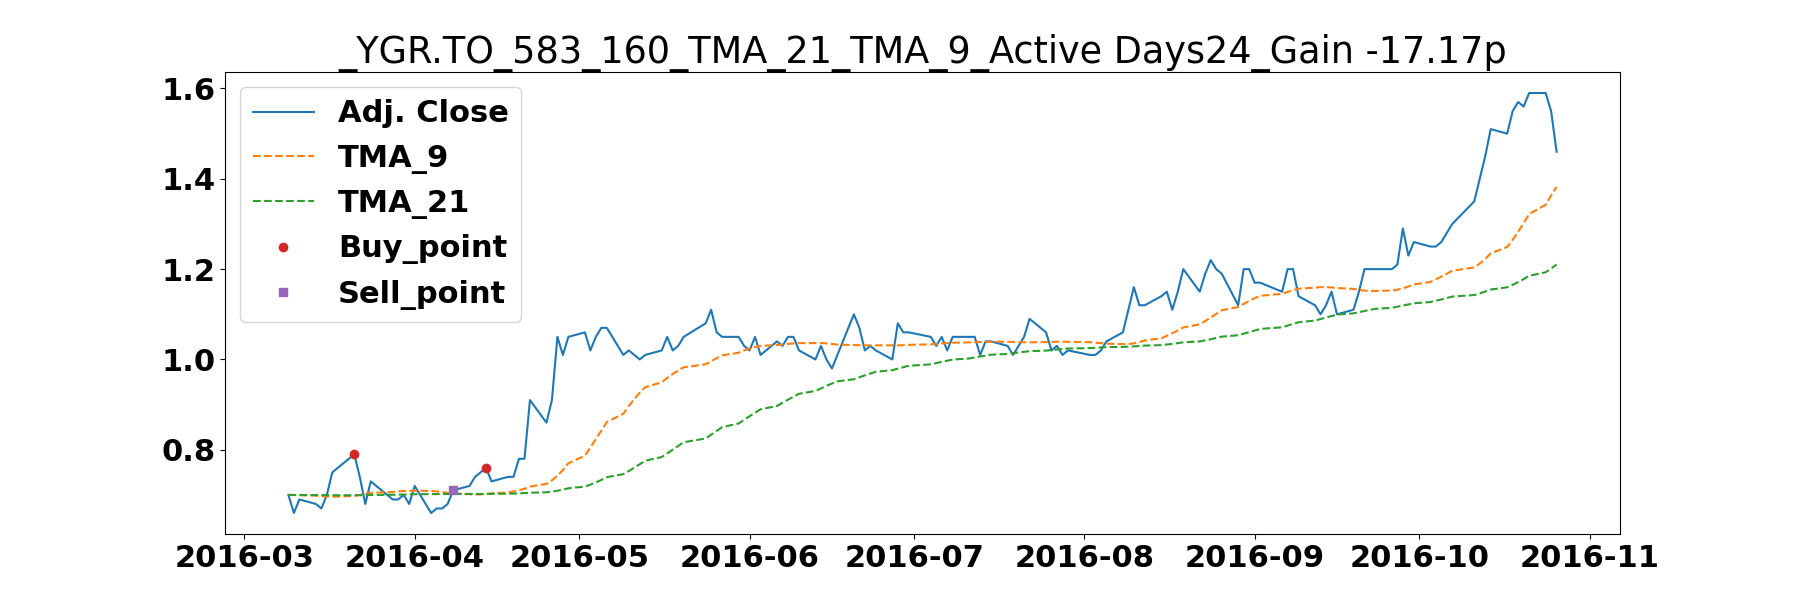 _YGR.TO_583_160_TMA_21_TMA_9_Active Days24_Gain -17.17p
1.6
1.4
1.2
1.0
0.8
Adj. Close
TMA_9
TMA_21
Buy_point
Sell_point
2016-03 2016-04 2016-05 2016-06 2016-07 2016-08 2016-09 2016-10 2016-11